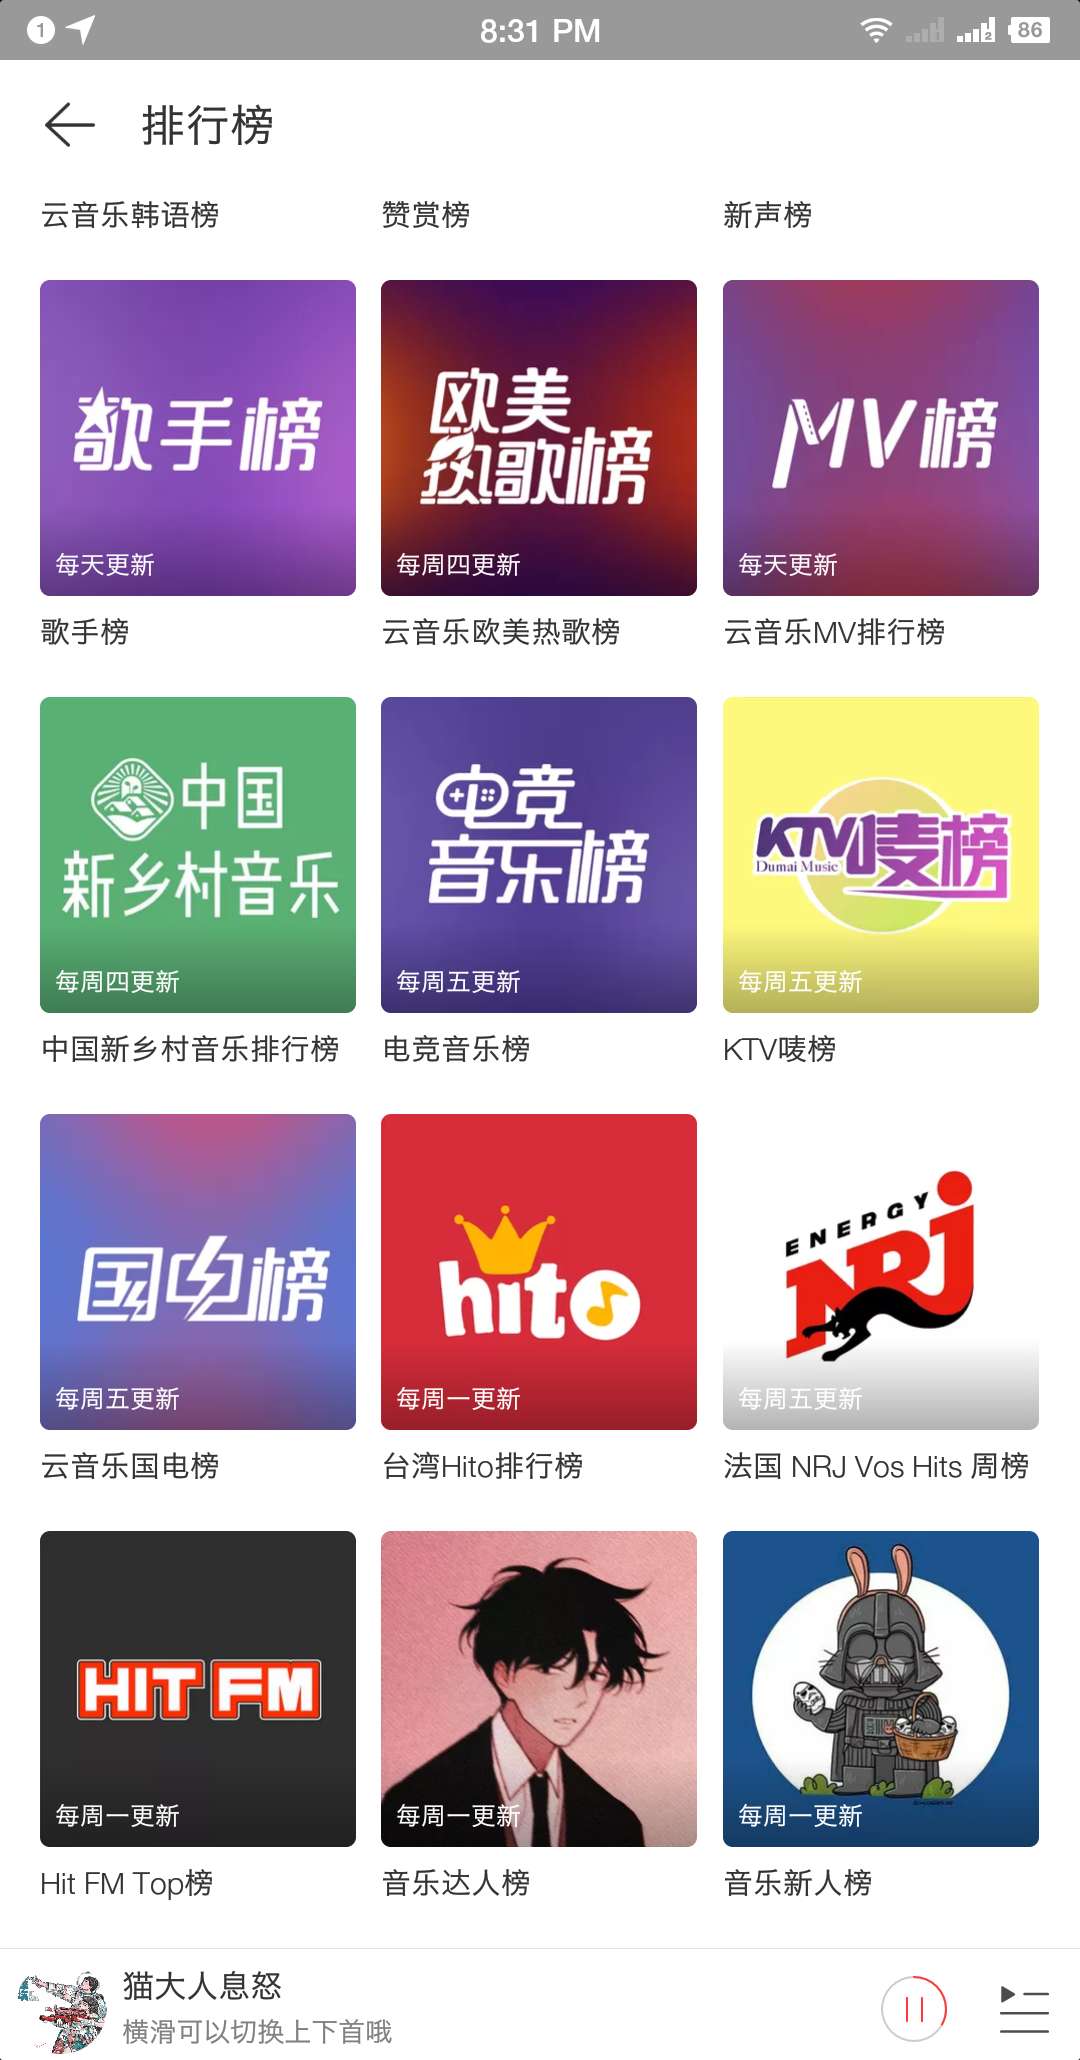 1
8:31 PM
1
2
86
排行榜
云音乐韩语榜
赞赏榜
新声榜
歌手榜
每天更新
歌手榜
欧美
热歌榜
每周四更新
云音乐欧美热歌榜
MV榜
每天更新
云音乐MV排行榜
中国
新乡村音乐
每周四更新
中国新乡村音乐排行榜
电竞
音乐榜
每周五更新
电竞音乐榜
KTV唛榜
Dumai Music
每周五更新
KTV唛榜
国电榜
每周五更新
云音乐国电榜
hito
每周一更新
台湾Hito排行榜
ENERGY
NRJ
每周五更新
法国 NRJ Vos Hits 周榜
HIT FM
每周一更新
Hit FM Top榜
每周一更新
音乐达人榜
每周一更新
音乐新人榜
猫大人息怒
横滑可以切换上下首哦